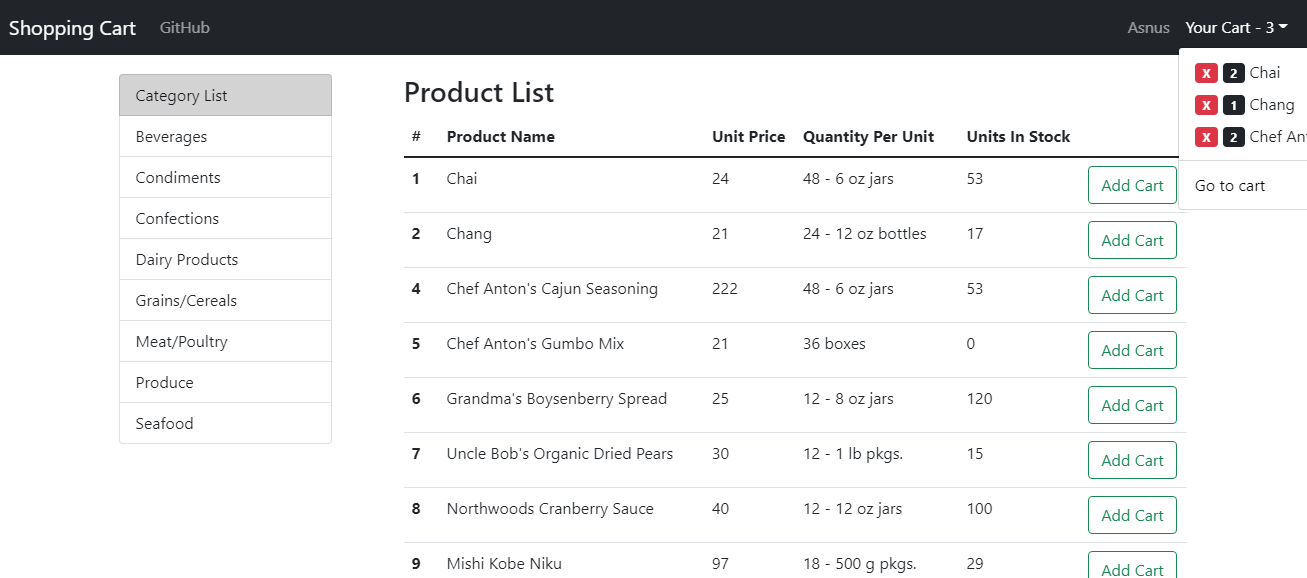 Shopping Cart GitHub Asnus Your Cart - 3
X 2 Chai
X 1 Chang
X 2 Chef An
Go to cart
Category List
Beverages
Condiments
Confections
Dairy Products
Grains/Cereals
Meat/Poultry
Produce
Seafood
Product List
# Product Name Unit Price Quantity Per Unit Units In Stock
1 Chai 24 48 - 6 oz jars 53 Add Cart
2 Chang 21 24 - 12 oz bottles 17 Add Cart
4 Chef Anton's Cajun Seasoning 222 48 - 6 oz jars 53 Add Cart
5 Chef Anton's Gumbo Mix 21 36 boxes 0 Add Cart
6 Grandma's Boysenberry Spread 25 12 - 8 oz jars 120 Add Cart
7 Uncle Bob's Organic Dried Pears 30 12 - 1 lb pkgs. 15 Add Cart
8 Northwoods Cranberry Sauce 40 12 - 12 oz jars 100 Add Cart
9 Mishi Kobe Niku 97 18 - 500 g pkgs. 29 Add Cart